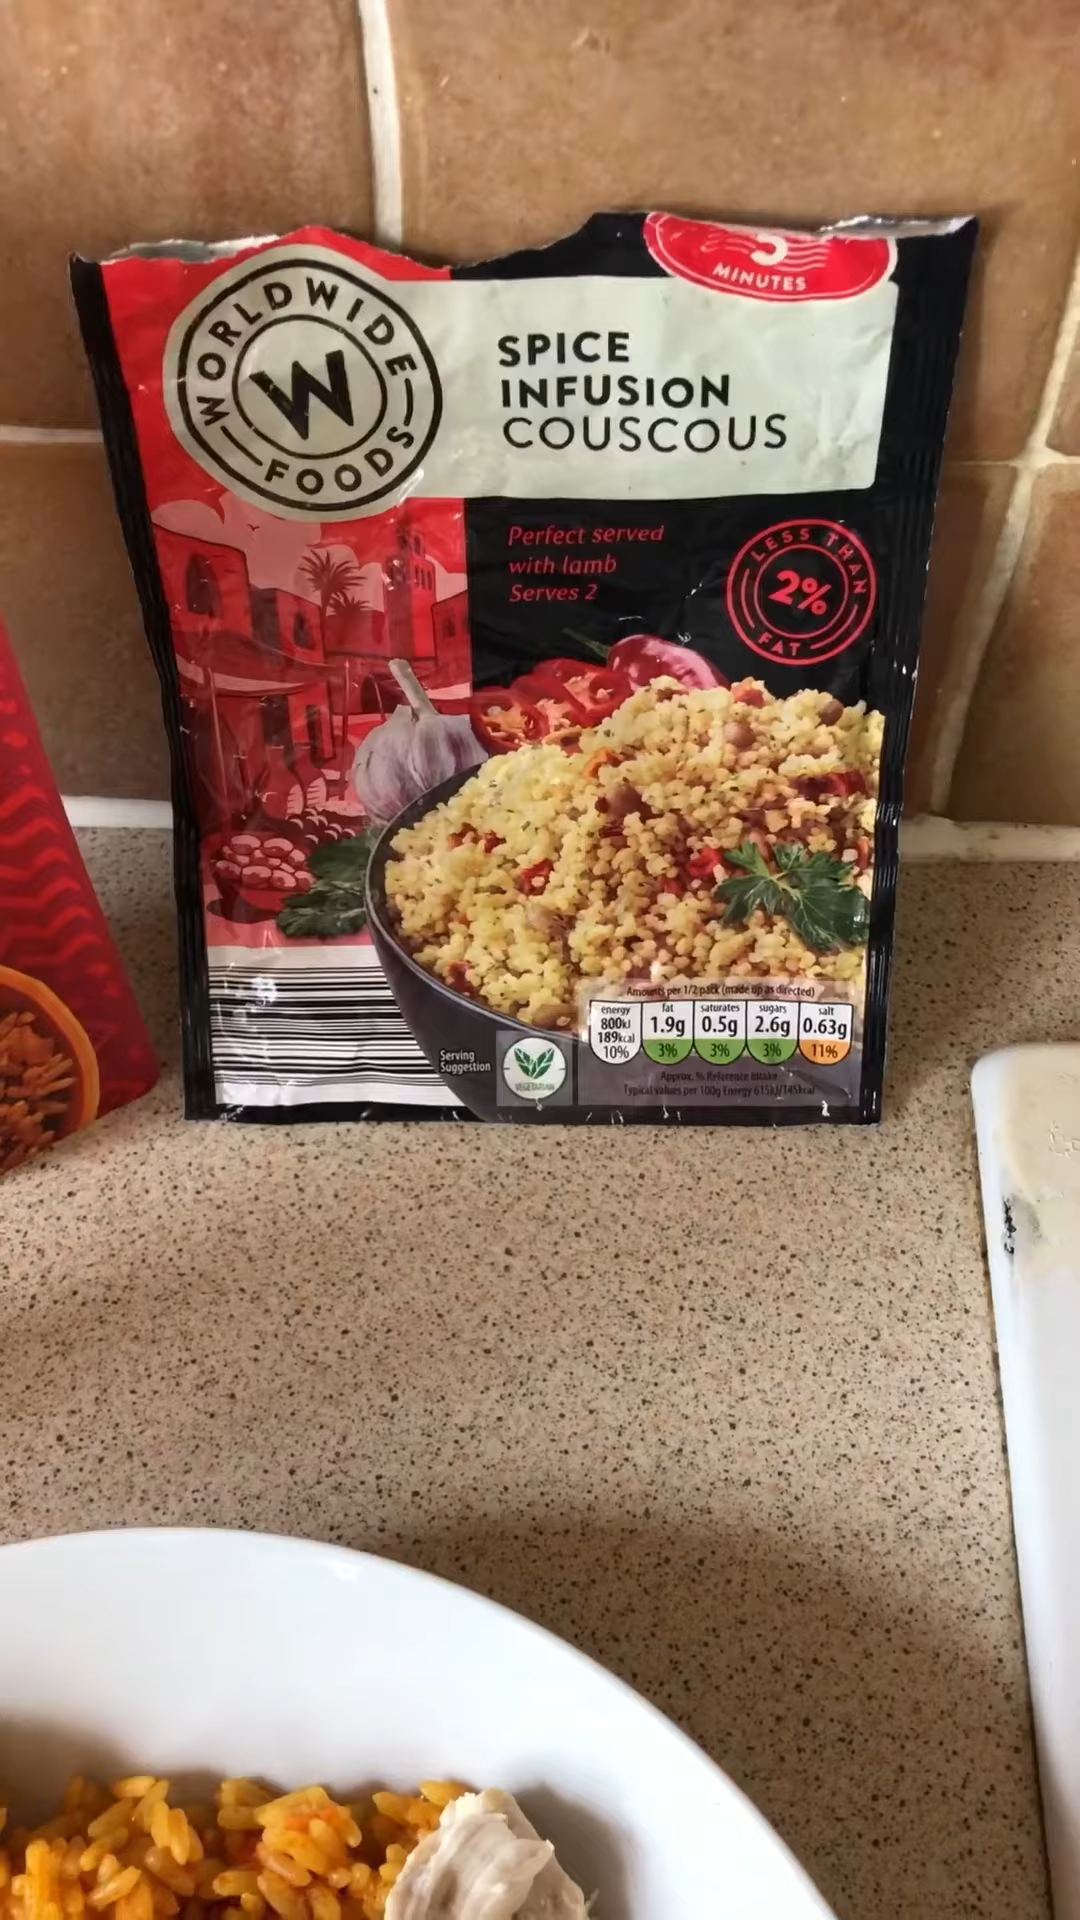 WORLDWIDE
W
FOODS
5
MINUTES
SPICE
INFUSION
COUSCOUS
Perfect served
with lamb
Serves 2
LESS THAN
2%
FAT
Amounts per 1/2 pack (made up as directed)
energy
800kJ
189kcal
10%
fat
1.9g
3%
saturates
0.5g
3%
sugars
2.6g
3%
salt
0.63g
11%
Approx. % Reference Intake
Typical values per 100g Energy 615kJ/145kcal
Serving
Suggestion
VEGETARIAN